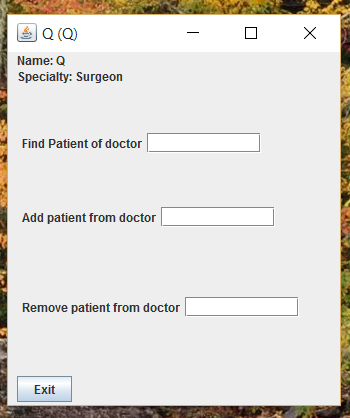 Q (Q)
Name: Q
Specialty: Surgeon
Find Patient of doctor
Add patient from doctor
Remove patient from doctor
Exit